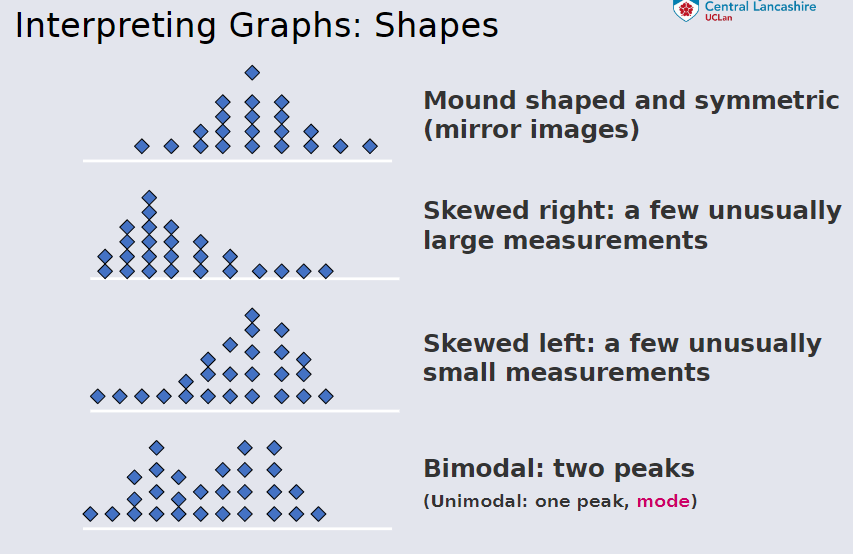 Interpreting Graphs: Shapes
Central Lancashire
UCLan
Mound shaped and symmetric
(mirror images)
Skewed right: a few unusually
large measurements
Skewed left: a few unusually
small measurements
Bimodal: two peaks
(Unimodal: one peak, mode)